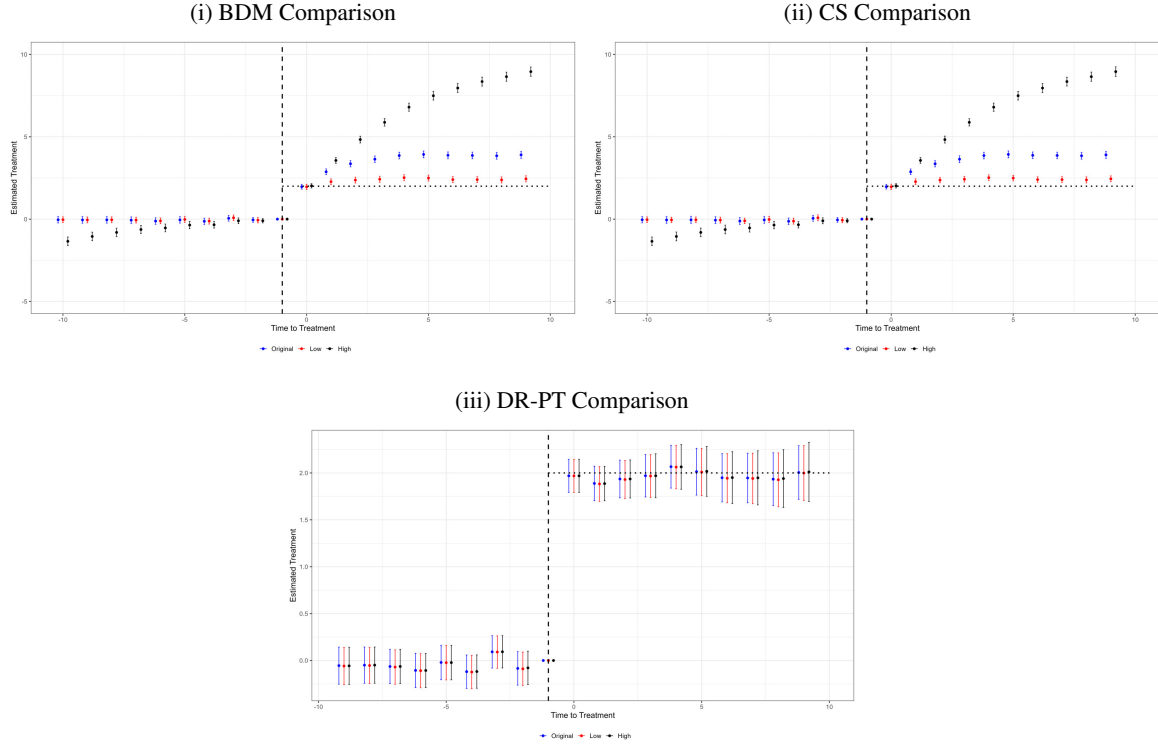 (i) BDM Comparison
10
5
0
-5
Estimated Treatment
-10
-5
0
5
10
Time to Treatment
Original Low High
(ii) CS Comparison
10
5
0
-5
Estimated Treatment
-10
-5
0
5
10
Time to Treatment
Original Low High
(iii) DR-PT Comparison
2.0
1.5
1.0
0.5
0.0
Estimated Treatment
-10
-5
0
5
10
Time to Treatment
Original Low High